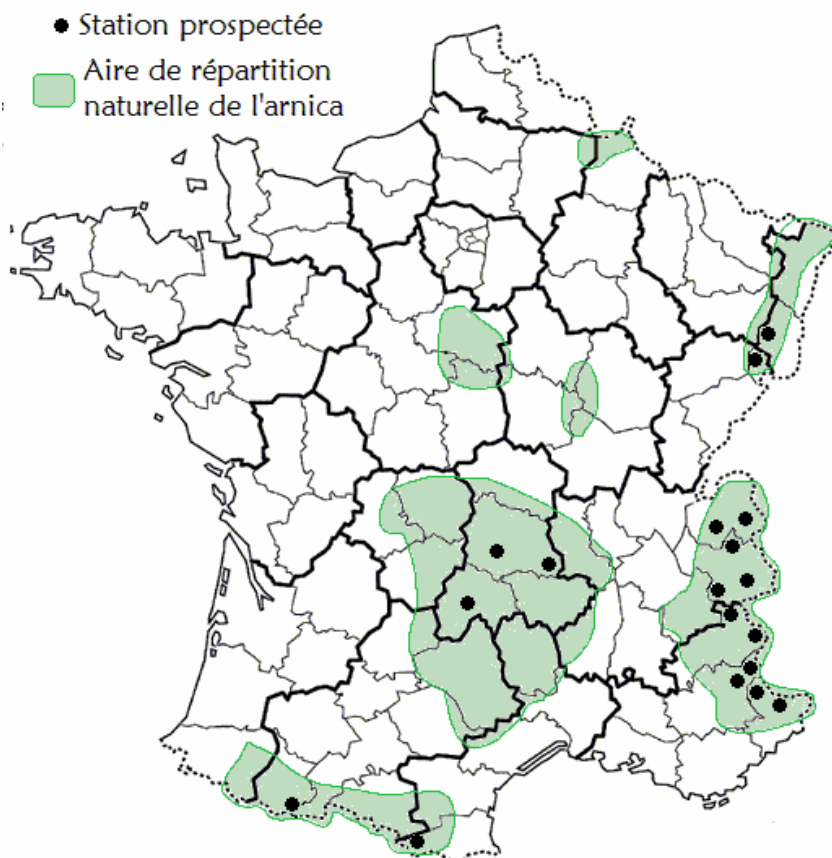 Station prospectée
Aire de répartition
naturelle de l'arnica